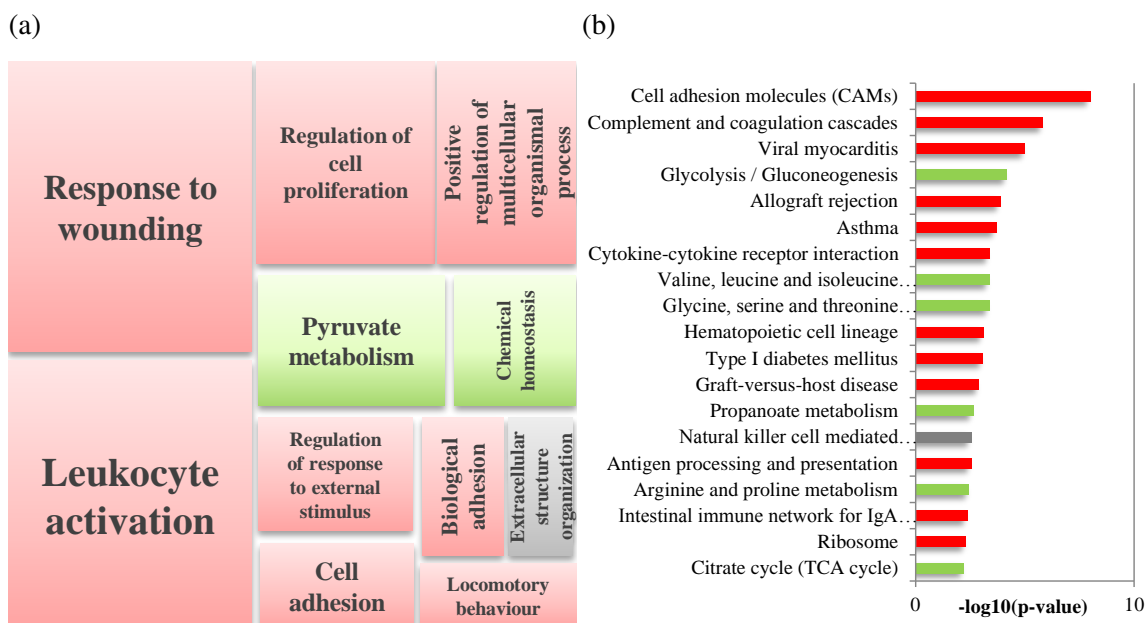 (a)
Response to
wounding
Regulation of
cell
proliferation
Positive
regulation of
multicellular
organismal
process
Pyruvate
metabolism
Chemical
homeostasis
Leukocyte
activation
Regulation
of response
to external
stimulus
Biological
adhesion
Extracellular
structure
organization
Cell
adhesion
Locomotory
behaviour
(b)
Cell adhesion molecules (CAMs)
Complement and coagulation cascades
Viral myocarditis
Glycolysis / Gluconeogenesis
Allograft rejection
Asthma
Cytokine-cytokine receptor interaction
Valine, leucine and isoleucine…
Glycine, serine and threonine…
Hematopoietic cell lineage
Type I diabetes mellitus
Graft-versus-host disease
Propanoate metabolism
Natural killer cell mediated…
Antigen processing and presentation
Arginine and proline metabolism
Intestinal immune network for IgA…
Ribosome
Citrate cycle (TCA cycle)
0 -log10(p-value) 10